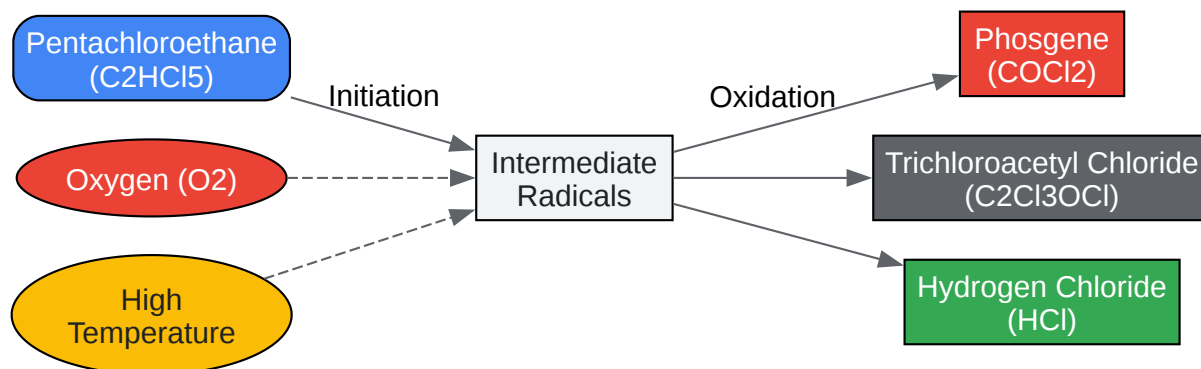 Pentachloroethane
(C2HCl5)
Initiation
Oxygen (O2)
High
Temperature
Intermediate
Radicals
Oxidation
Phosgene
(COCl2)
Trichloroacetyl Chloride
(C2Cl3OCl)
Hydrogen Chloride
(HCl)